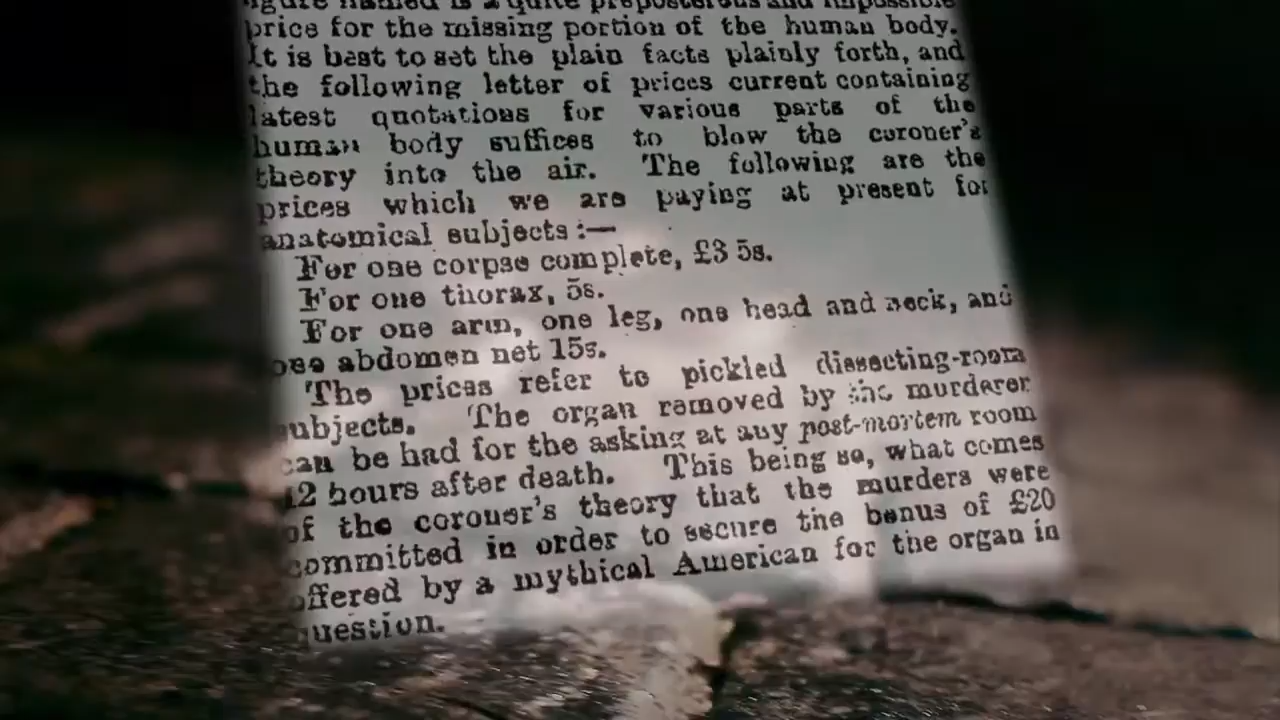 figure named is a quite preposterous and impossible
price for the missing portion of the human body.
It is best to set the plain facts plainly forth, and
the following letter of prices current containing
latest quotations for various parts of the
human body suffices to blow the coroner's
theory into the air. The following are the
prices which we are paying at present for
anatomical subjects :—
For one corpse complete, £3 5s.
For one thorax, 5s.
For one arm, one leg, one head and neck, and
one abdomen net 15s.
The prices refer to pickled dissecting-room
subjects. The organ removed by the murderer
can be had for the asking at any post-mortem room
12 hours after death. This being so, what comes
of the coroner's theory that the murders were
committed in order to secure the bonus of £20
offered by a mythical American for the organ in
question.